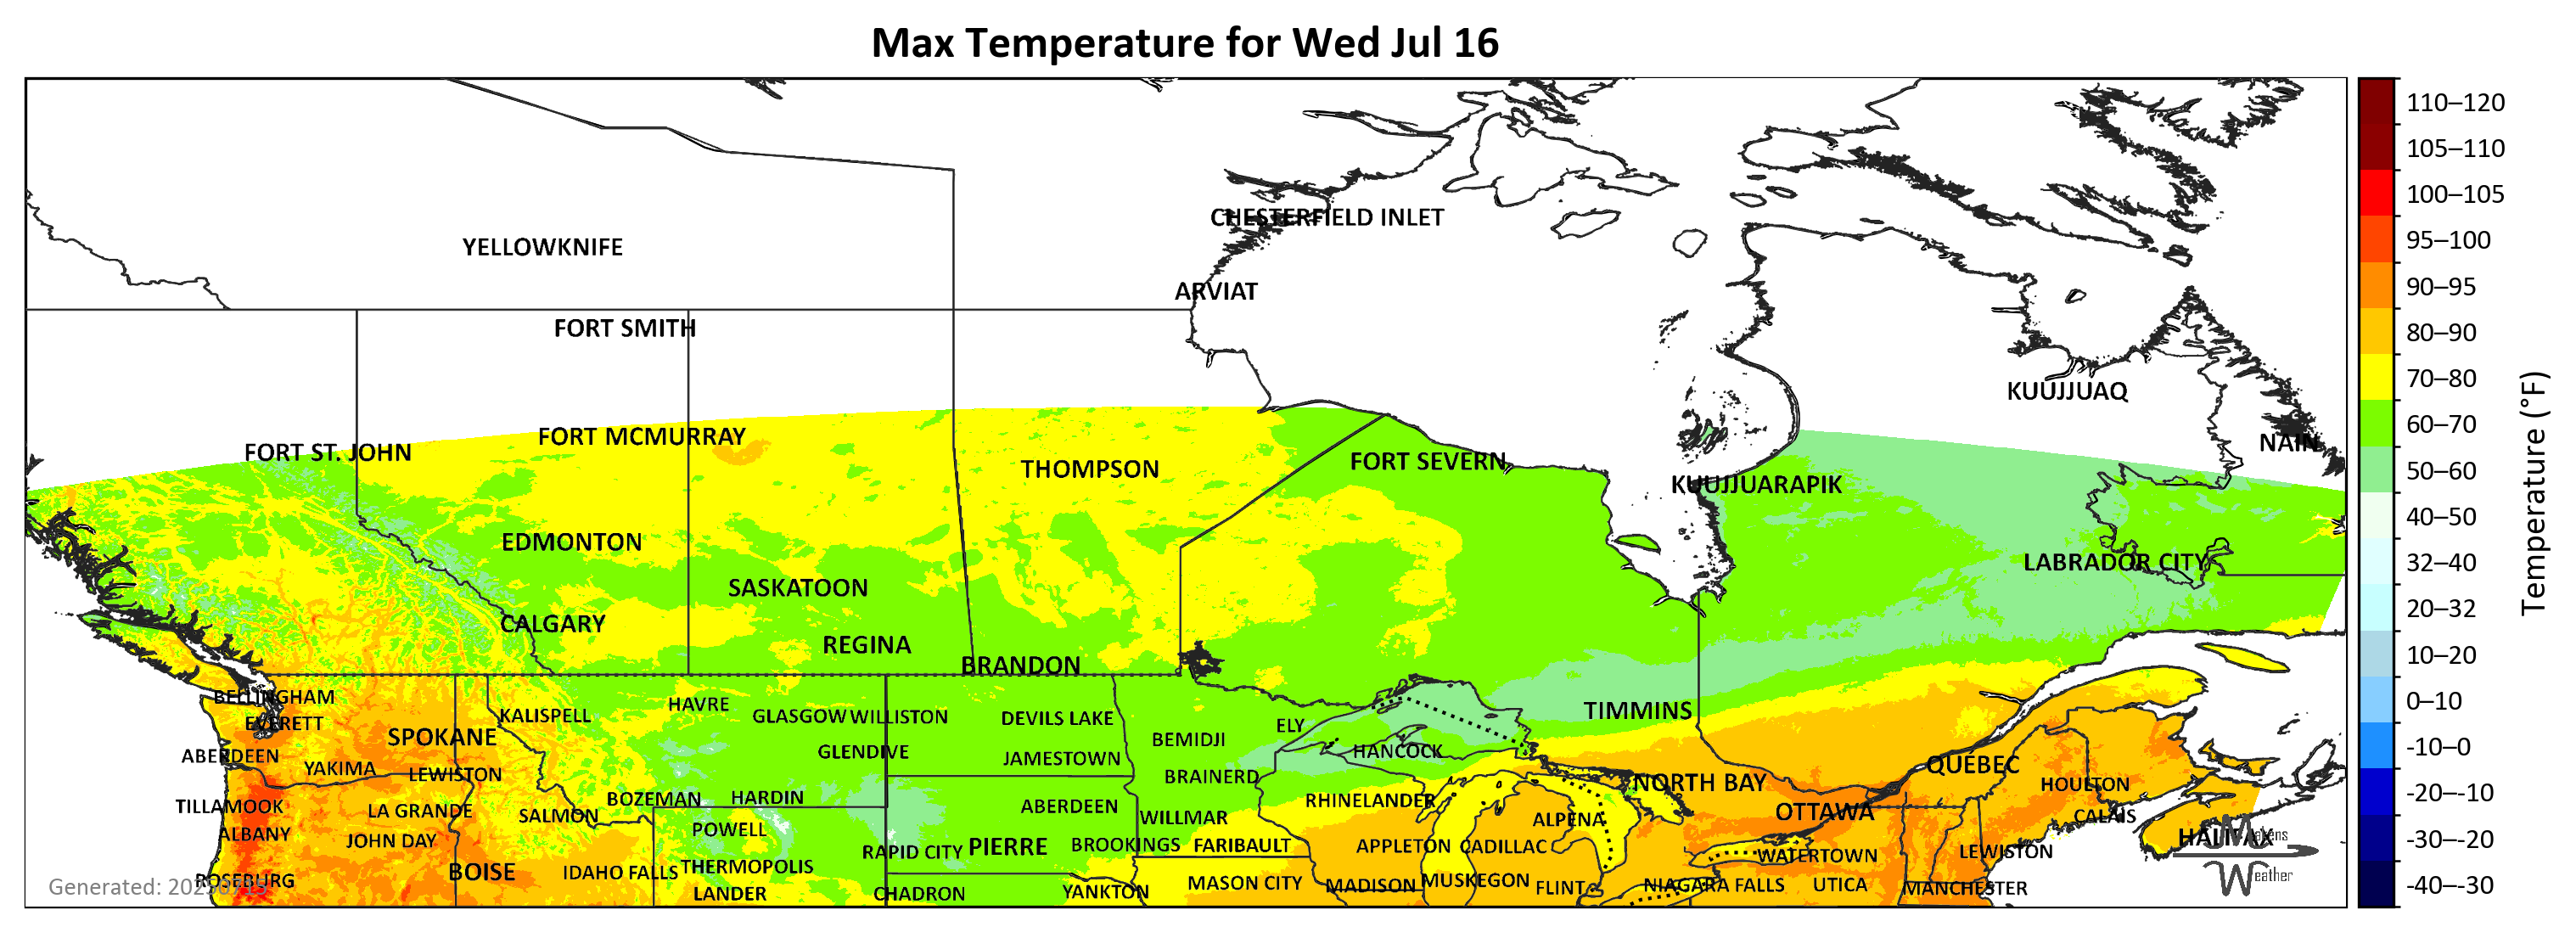 Max Temperature for Wed Jul 16
CHESTERFIELD INLET
YELLOWKNIFE
ARVIAT
FORT SMITH
KUUJJUAQ
FORT MCMURRAY
NAIN
FORT ST. JOHN
FORT SEVERN
THOMPSON
KUUJJUARAPIK
EDMONTON
LABRADOR CITY
SASKATOON
CALGARY
REGINA
BRANDON
BELLINGHAM
HAVRE
TIMMINS
KALISPELL
GLASGOW
WILLISTON
DEVILS LAKE
EVERETT
ELY
SPOKANE
BEMIDJI
GLENDIVE
HANCOCK
ABERDEEN
JAMESTOWN
QUÉBEC
YAKIMA
LEWISTON
BRAINERD
NORTH BAY
HOULTON
BOZEMAN
HARDIN
RHINELANDER
TILLAMOOK
ABERDEEN
LA GRANDE
OTTAWA
SALMON
CALAIS
WILLMAR
ALPENA
POWELL
ALBANY
HALIFAX
JOHN DAY
PIERRE
BROOKINGS
FARIBAULT
APPLETON
CADILLAC
RAPID CITY
LEWISTON
WATERTOWN
THERMOPOLIS
BOISE
IDAHO FALLS
ROSEBURG
MUSKEGON
MASON CITY
MADISON
NIAGARA FALLS
UTICA
FLINT
MANCHESTER
YANKTON
LANDER
CHADRON
Makens
Weather
Generated: 20250715
110–120
105–110
100–105
95–100
90–95
80–90
70–80
60–70
50–60
40–50
32–40
20–32
10–20
0–10
-10–0
-20–-10
-30–-20
-40–-30
Temperature (°F)